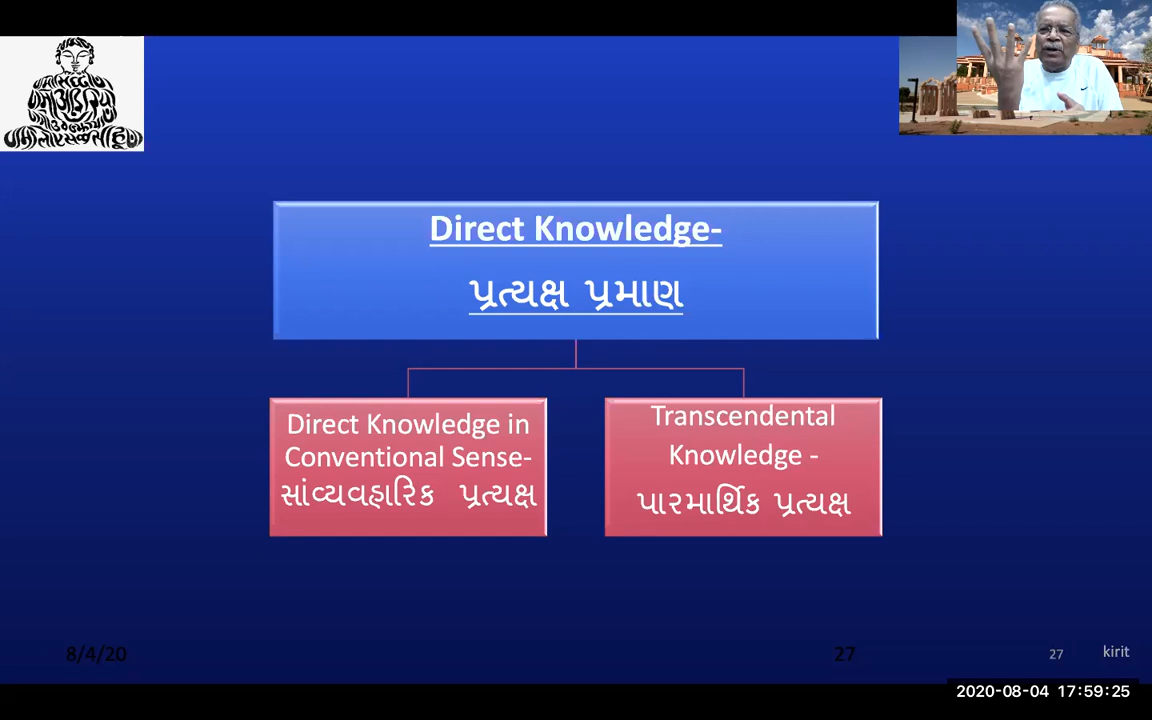 Direct Knowledge-
પ્રત્યક્ષ પ્રમાણ
Direct Knowledge in
Conventional Sense-
સાંવ્યવહારિક પ્રત્યક્ષ
Transcendental
Knowledge -
પારમાર્થિક પ્રત્યક્ષ
8/4/20
27
27
kirit
2020-08-04 17:59:25